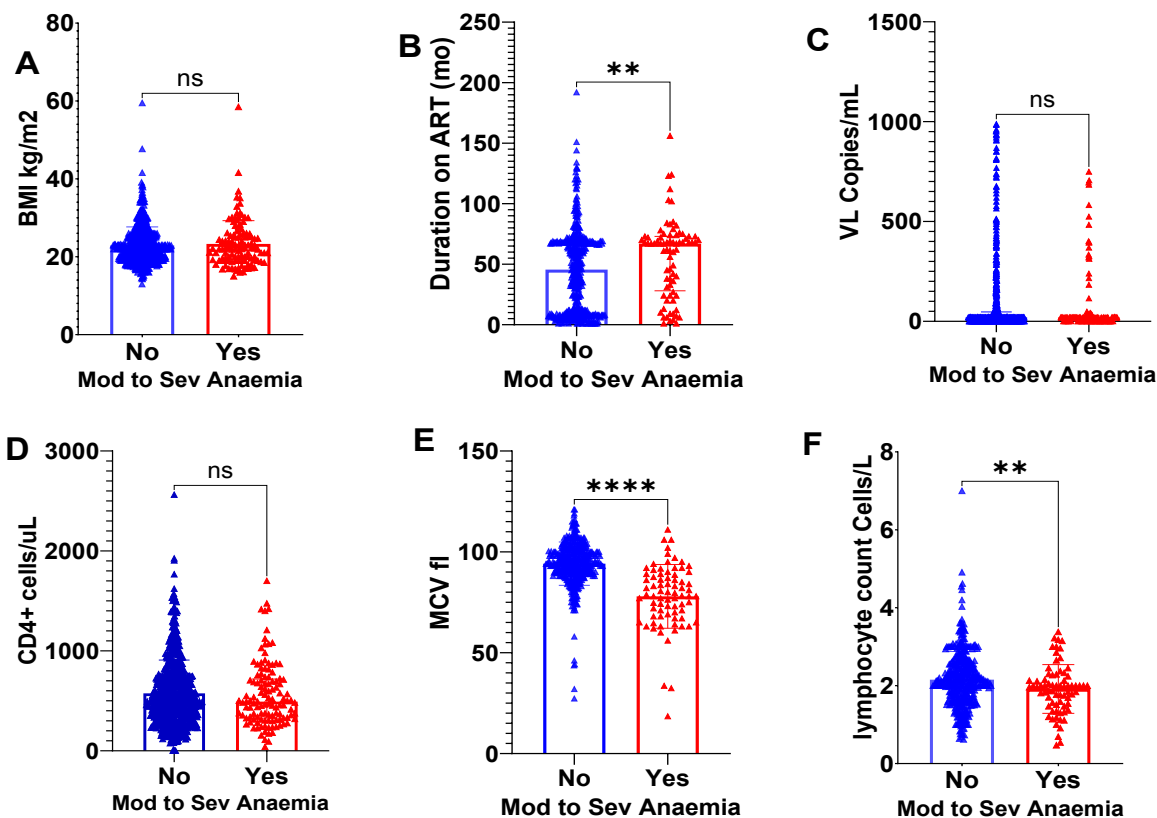 A
BMI kg/m2
80
60
40
20
0
ns
No Yes
Mod to Sev Anaemia
B
Duration on ART (mo)
250
200
150
100
50
0
**
No Yes
Mod to Sev Anaemia
C
VL Copies/mL
1500
1000
500
0
ns
No Yes
Mod to Sev Anaemia
D
CD4+ cells/uL
3000
2000
1000
0
ns
No Yes
Mod to Sev Anaemia
E
MCV fl
150
100
50
0
****
No Yes
Mod to Sev Anaemia
F
lymphocyte count Cells/L
8
6
4
2
0
**
No Yes
Mod to Sev Anaemia